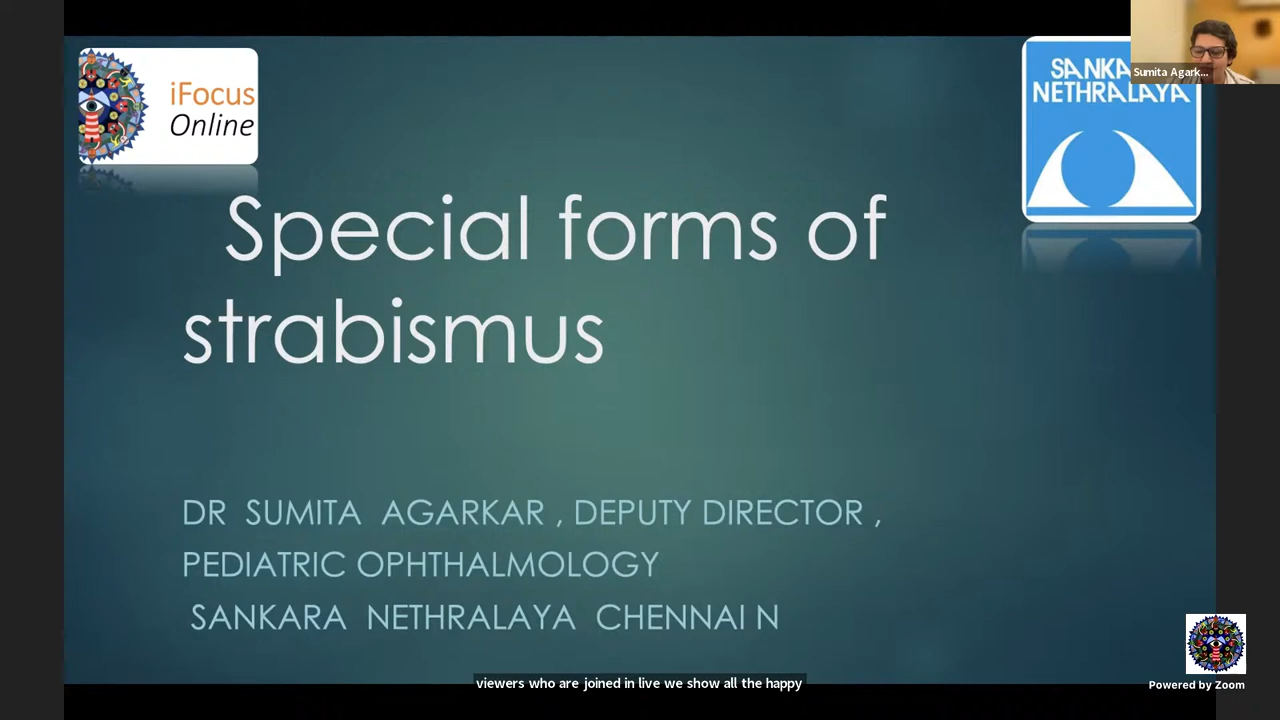 iFocus
Online
SANKA
NETHRALAYA
Sumita Agark...
Special forms of
strabismus
DR SUMITA AGARKAR , DEPUTY DIRECTOR ,
PEDIATRIC OPHTHALMOLOGY
SANKARA NETHRALAYA CHENNAI N
viewers who are joined in live we show all the happy
Powered by Zoom